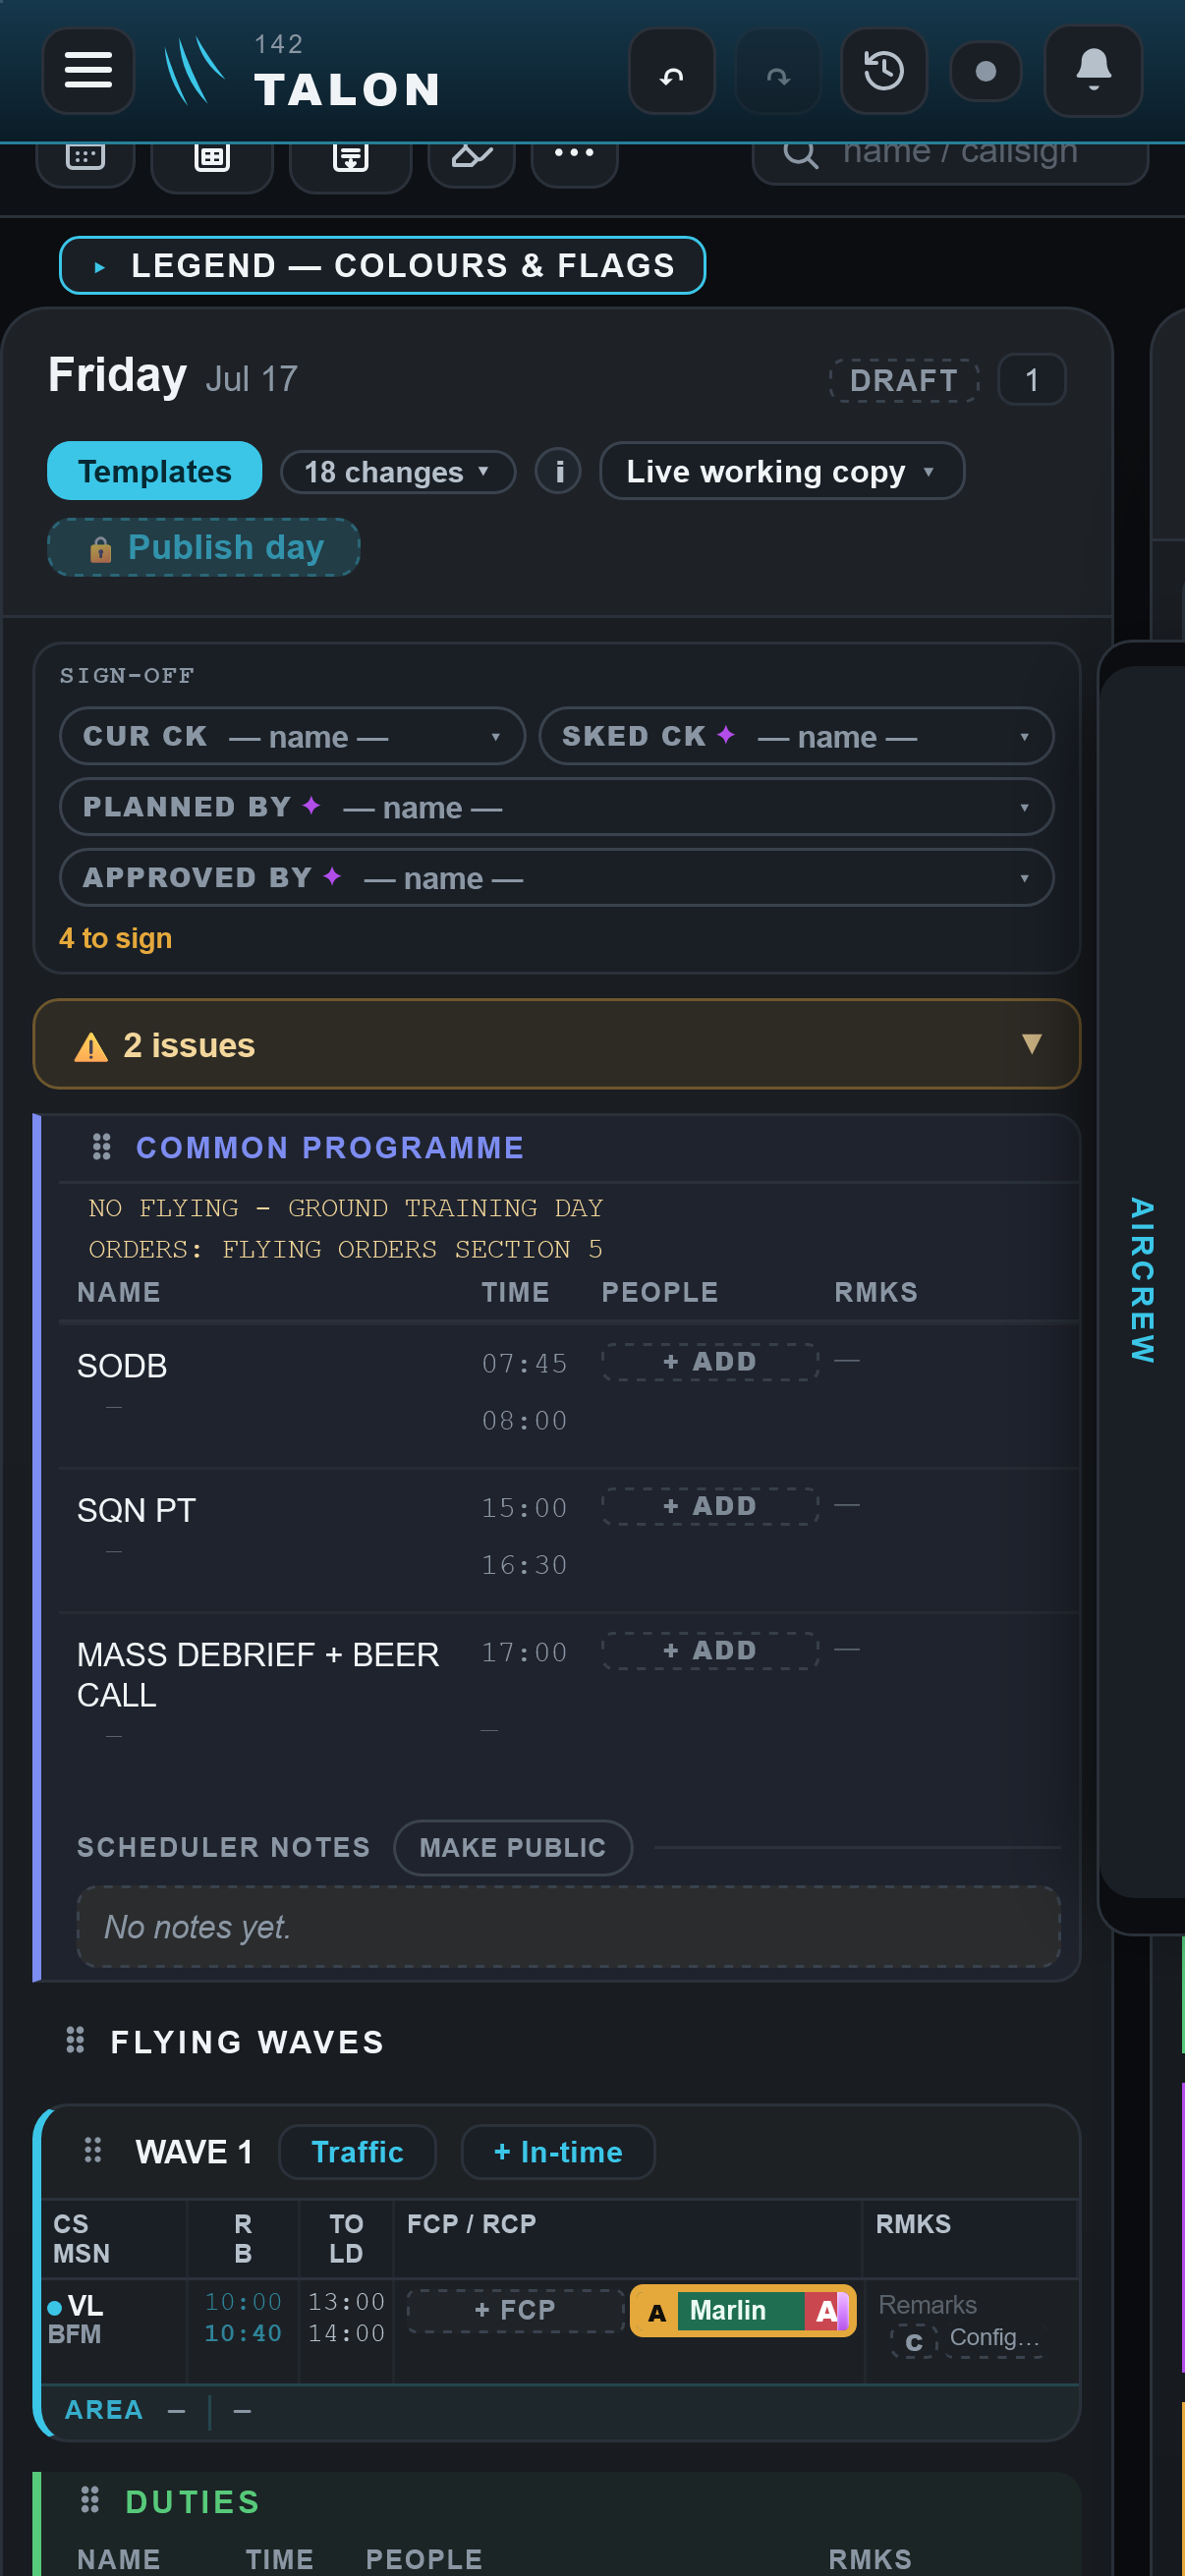 142
TALON
name / callsign
▸ LEGEND — COLOURS & FLAGS
Friday Jul 17
DRAFT 1
Templates 18 changes ▾ i Live working copy ▾
Publish day
SIGN-OFF
CUR CK — name — ▾ SKED CK ✦ — name — ▾
PLANNED BY ✦ — name — ▾
APPROVED BY ✦ — name — ▾
4 to sign
⚠ 2 issues ▼
COMMON PROGRAMME
NO FLYING - GROUND TRAINING DAY
ORDERS: FLYING ORDERS SECTION 5
NAME TIME PEOPLE RMKS
SODB 07:45 + ADD —
— 08:00
SQN PT 15:00 + ADD —
— 16:30
MASS DEBRIEF + BEER 17:00 + ADD —
CALL
— —
SCHEDULER NOTES MAKE PUBLIC
No notes yet.
AIRCREW
FLYING WAVES
WAVE 1 Traffic + In-time
CS R TO FCP / RCP RMKS
MSN B LD
VL 10:00 13:00 + FCP A Marlin A Remarks
BFM 10:40 14:00 C Config...
AREA — | —
DUTIES
NAME TIME PEOPLE RMKS